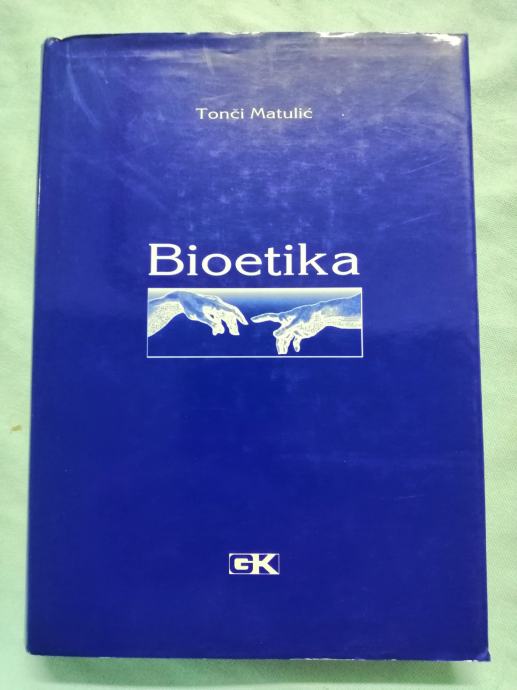 Tonči Matulić
Bioetika
GK